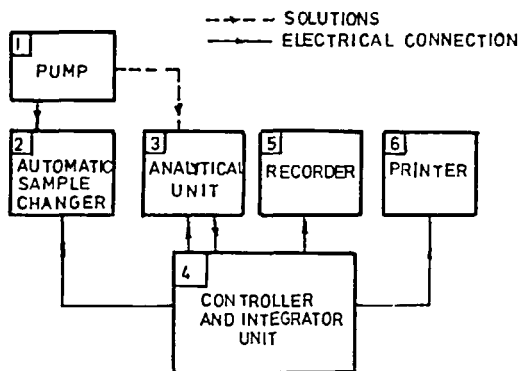 SOLUTIONS
ELECTRICAL CONNECTION
1
PUMP
2
AUTOMATIC
SAMPLE
CHANGER
3
ANALYTICAL
UNIT
5
RECORDER
6
PRINTER
4
CONTROLLER
AND INTEGRATOR
UNIT